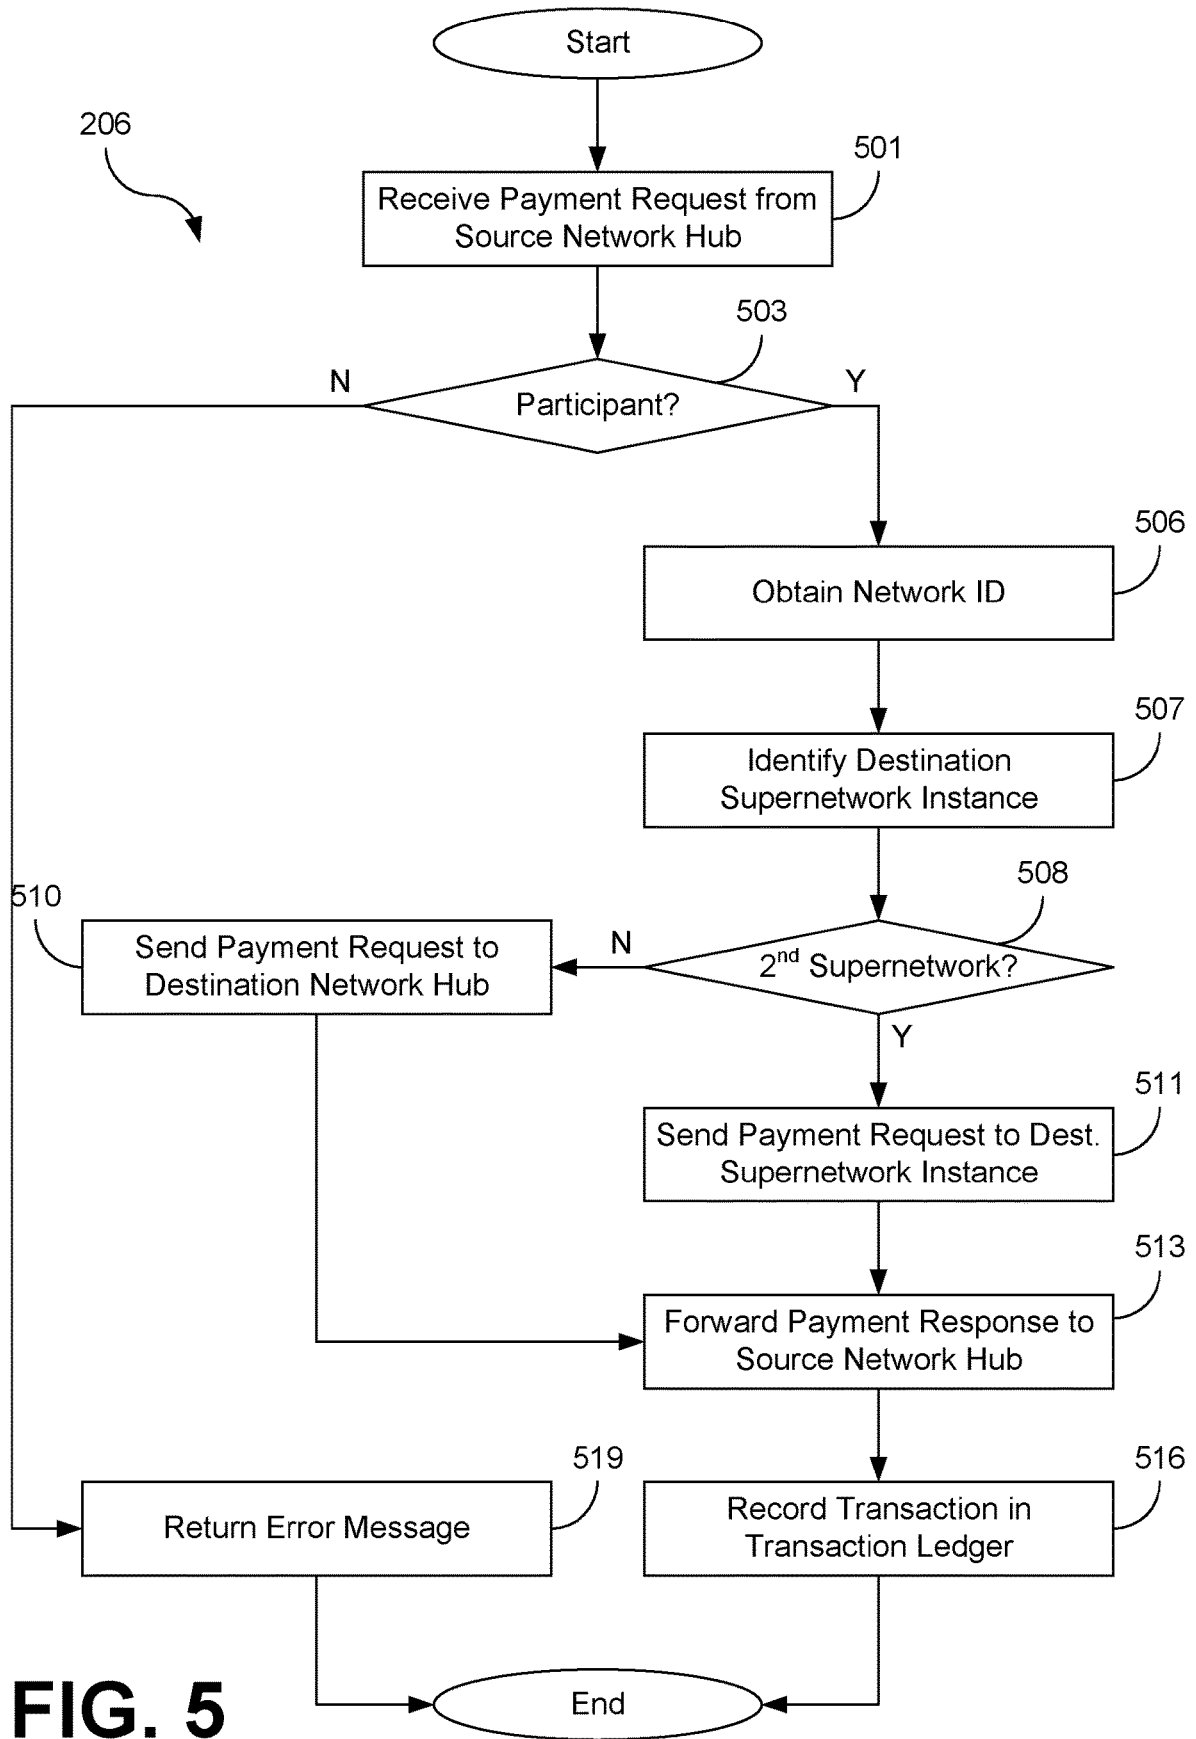 Start
206
501
Receive Payment Request from
Source Network Hub
503
N
Y
Participant?
506
Obtain Network ID
507
Identify Destination
Supernetwork Instance
508
510
Send Payment Request to
Destination Network Hub
N
2nd Supernetwork?
Y
511
Send Payment Request to Dest.
Supernetwork Instance
513
Forward Payment Response to
Source Network Hub
519
516
Return Error Message
Record Transaction in
Transaction Ledger
End
FIG. 5